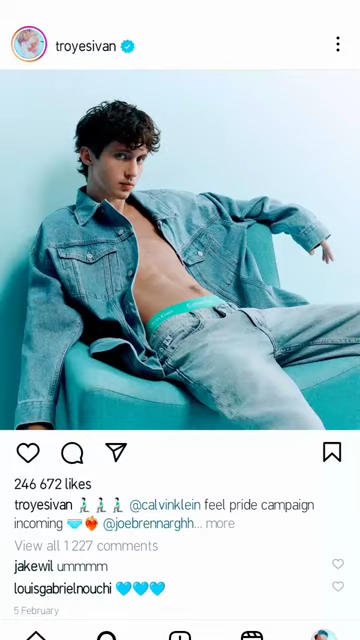 troyesivan
246 672 likes
troyesivan 🧎🏻‍♂️🧎🏻‍♂️🧎🏻‍♂️ @calvinklein feel pride campaign
incoming 🩲❤️‍🔥 @joebrennarghh... more
View all 1 227 comments
jakewil ummmm
louisgabrielnouchi 🩵🩵🩵
5 February